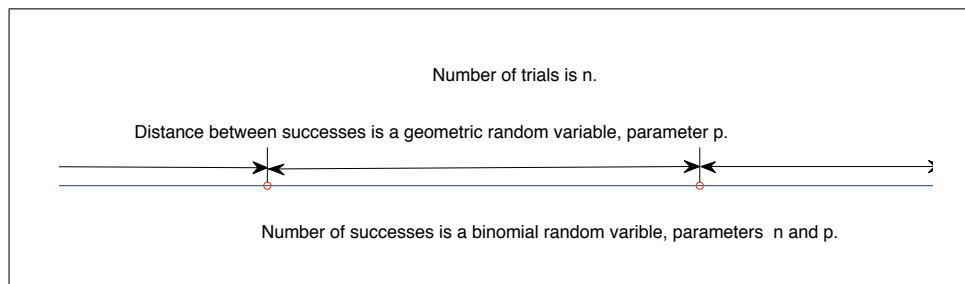 Number of trials is n.
Distance between successes is a geometric random variable, parameter p.
Number of successes is a binomial random varible, parameters  n and p.